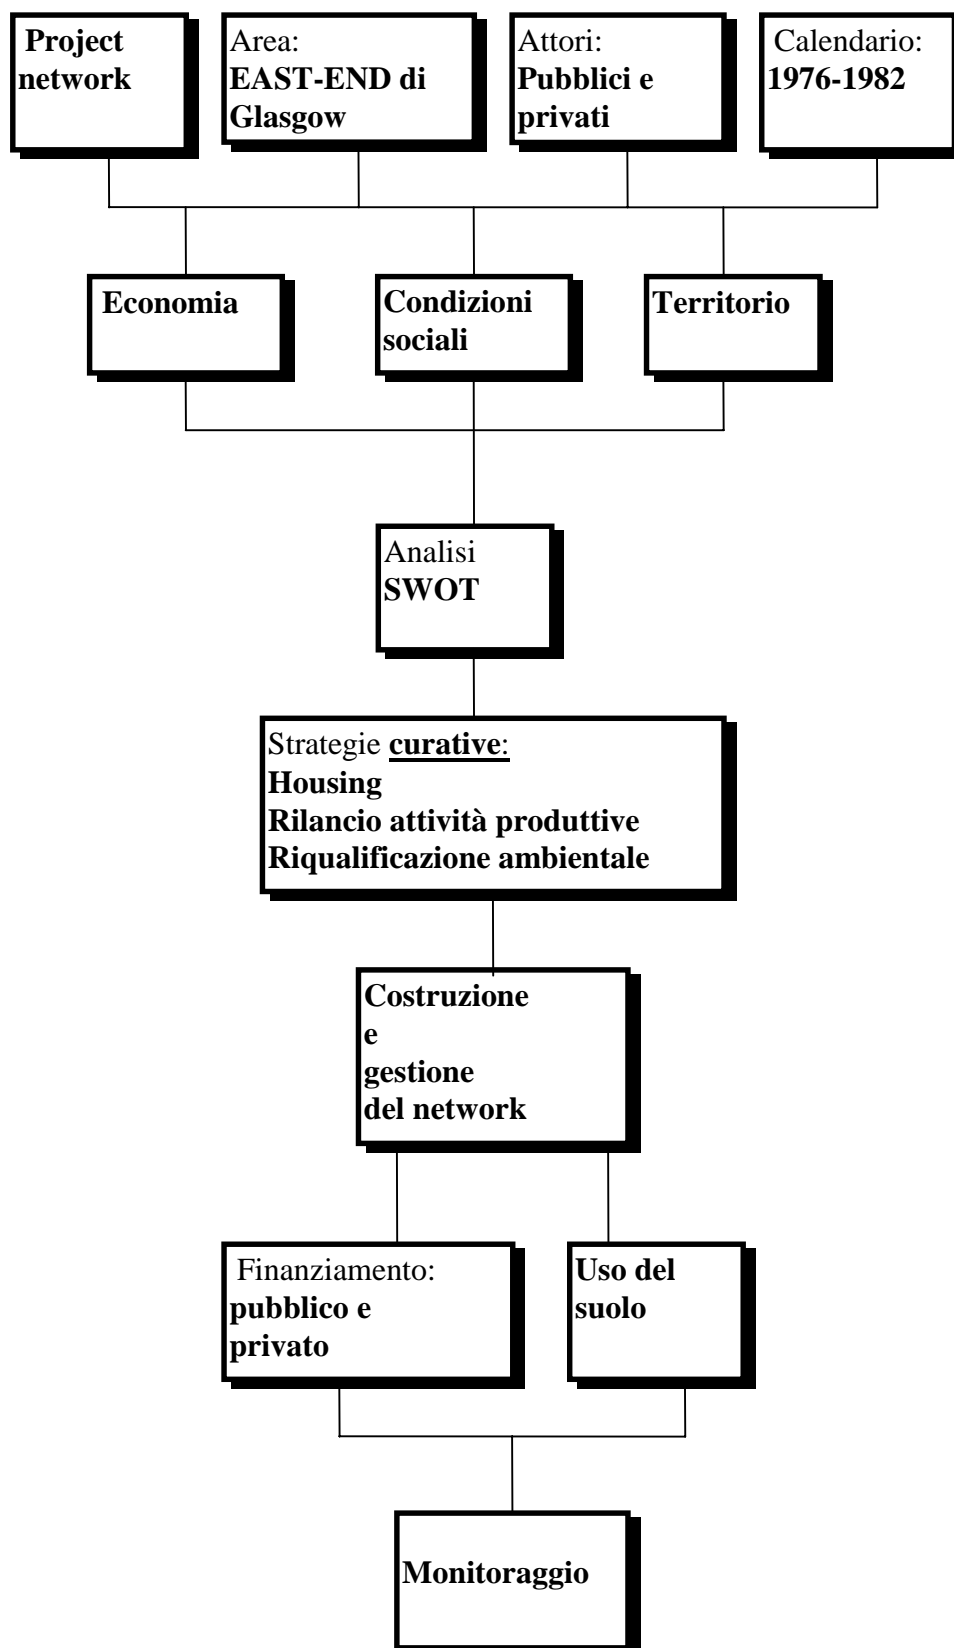 Project
network
Area:
EAST-END di
Glasgow
Attori:
Pubblici e
privati
Calendario:
1976-1982
Economia
Condizioni
sociali
Territorio
Analisi
SWOT
Strategie curative:
Housing
Rilancio attività produttive
Riqualificazione ambientale
Costruzione
e
gestione
del network
Finanziamento:
pubblico e
privato
Uso del
suolo
Monitoraggio